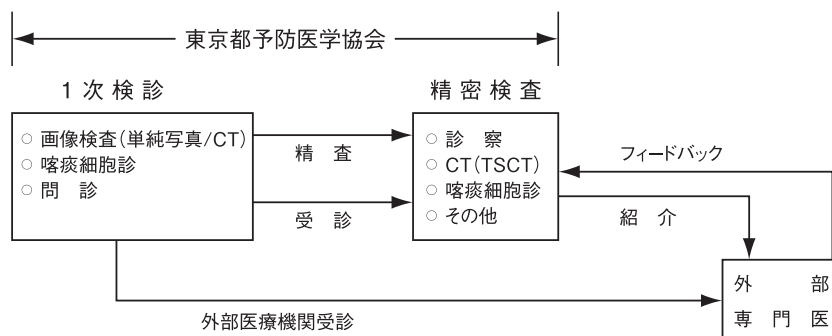 東京都予防医学協会
1次検診
精密検査
○ 画像検査(単純写真/CT)
○ 喀痰細胞診
○ 問 診
精 査
受 診
○ 診 察
○ CT(TSCT)
○ 喀痰細胞診
○ その他
フィードバック
紹 介
外部医療機関受診
外 部
専 門 医